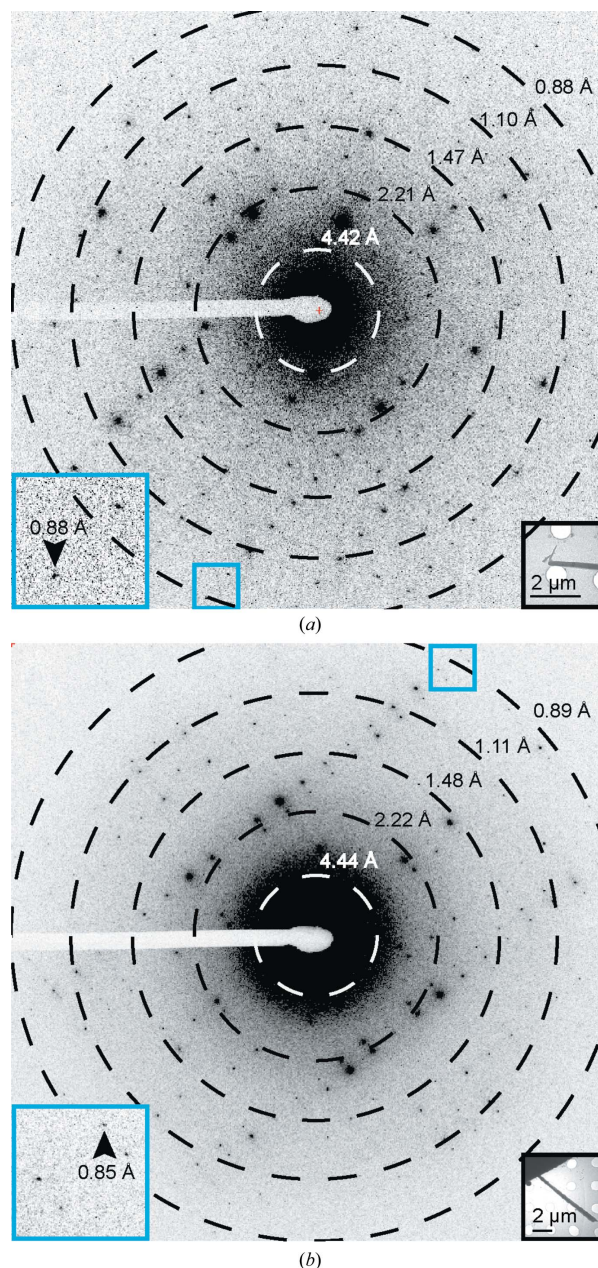 0.88 Å
1.10 Å
1.47 Å
2.21 Å
4.42 Å
0.88 Å
2 µm
(a)
0.89 Å
1.11 Å
1.48 Å
2.22 Å
4.44 Å
0.85 Å
2 µm
(b)